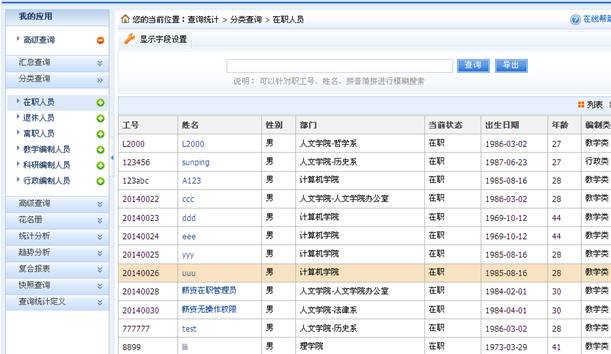 我的应用
高级查询
汇总查询
分类查询
在职人员
退休人员
离职人员
教学编制人员
科研编制人员
行政编制人员
高级查询
花名册
统计分析
趋势分析
复合报表
快照查询
查询统计定义
您的当前位置：查询统计 > 分类查询 > 在职人员
在线帮助
显示字段设置
查询 导出
说明： 可以针对职工号、姓名、拼音简拼进行模糊搜索
列表
工号 姓名 性别 部门 当前状态 出生日期 年龄 编制类
L2000 L2000 男 人文学院-哲学系 在职 1986-03-02 27 教学类
123456 sunping 男 人文学院-历史系 在职 1987-06-23 27 行政类
123abc A123 男 计算机学院 在职 1985-08-16 28 教学类
20140022 ccc 男 人文学院-人文学院办公室 在职 1986-03-02 28 教学类
20140023 ddd 男 计算机学院 在职 1969-10-12 44 教学类
20140024 eee 男 计算机学院 在职 1969-10-12 44 教学类
20140025 yyy 男 计算机学院 在职 1985-08-16 28 教学类
20140026 uuu 男 计算机学院 在职 1985-08-16 28 教学类
20140028 薪资在职管理员 男 人文学院-人文学院办公室 在职 1984-02-01 30 教学类
20140030 薪资无操作权限 男 人文学院-法律系 在职 1984-04-01 30 教学类
777777 test 男 人文学院-历史系 在职 1986-03-02 28 教学类
8899 lili 男 理学院 在职 1973-03-29 41 教学类